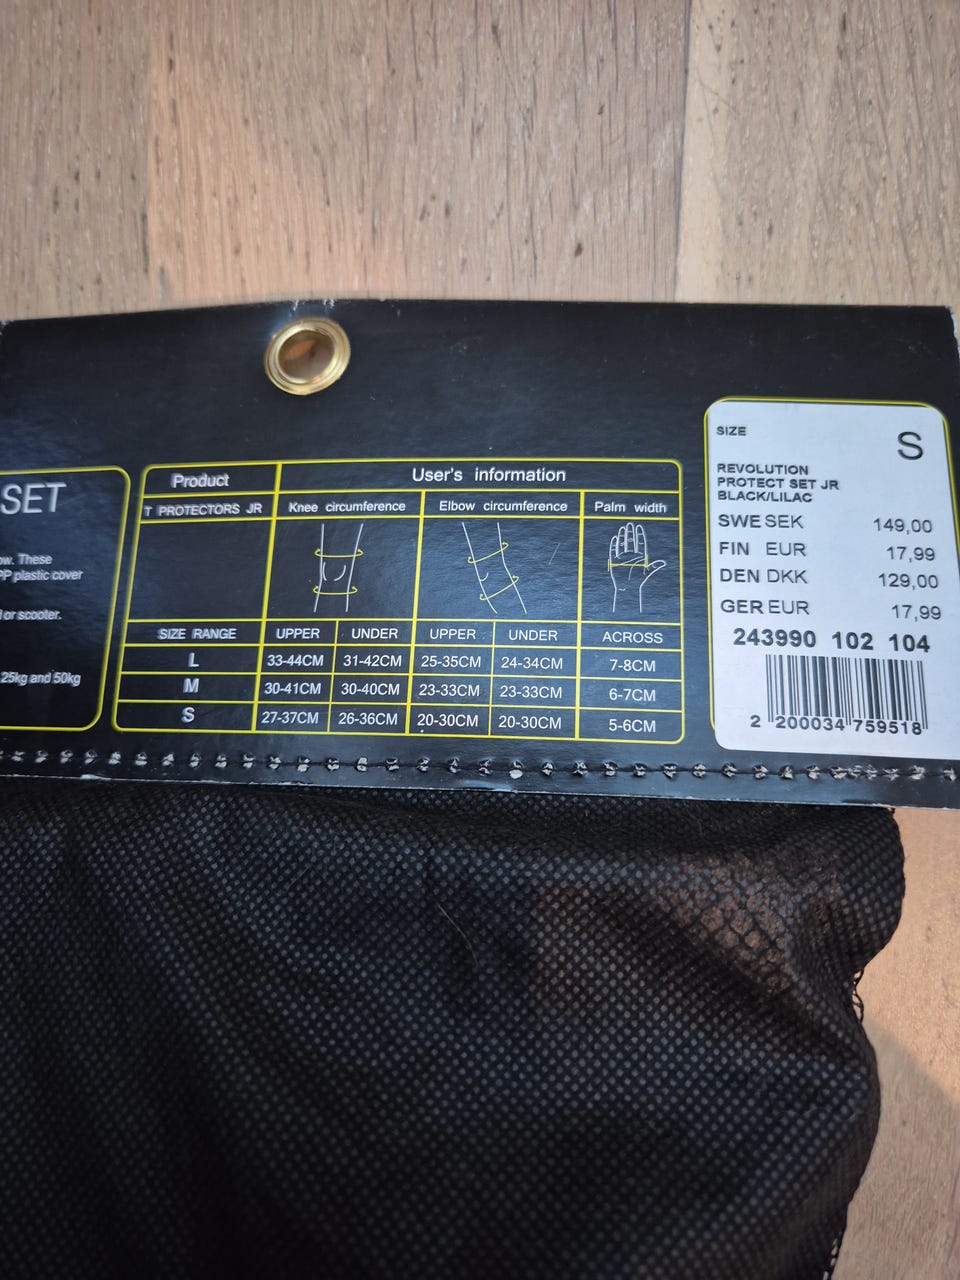 SET
These
PP plastic cover
or scooter.
25kg and 50kg
Product
User's information
T PROTECTORS JR
Knee circumference
Elbow circumference
Palm width
SIZE RANGE UPPER UNDER UPPER UNDER ACROSS
L 33-44CM 31-42CM 25-35CM 24-34CM 7-8CM
M 30-41CM 30-40CM 23-33CM 23-33CM 6-7CM
S 27-37CM 26-36CM 20-30CM 20-30CM 5-6CM
SIZE S
REVOLUTION
PROTECT SET JR
BLACK/LILAC
SWE SEK 149,00
FIN EUR 17,99
DEN DKK 129,00
GER EUR 17,99
243990 102 104
2 200034 759518